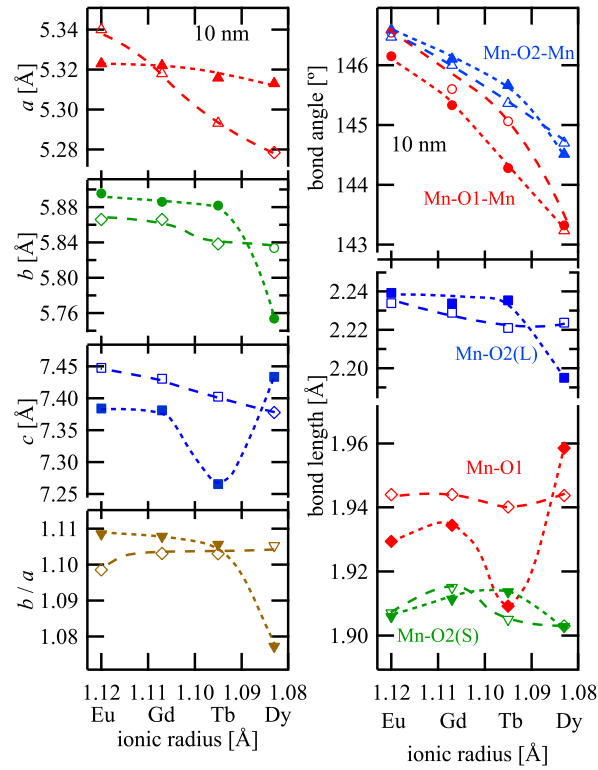 5.34
5.32
5.30
5.28
a [Å]
10 nm
5.88
5.84
5.80
5.76
b [Å]
7.45
7.40
7.35
7.30
7.25
c [Å]
1.11
1.10
1.09
1.08
b / a
1.12 1.11 1.10 1.09 1.08
Eu Gd Tb Dy
ionic radius [Å]
146
145
144
143
bond angle [º]
Mn-O2-Mn
10 nm
Mn-O1-Mn
2.24
2.22
2.20
Mn-O2(L)
bond length [Å]
1.96
1.94
1.92
1.90
Mn-O1
Mn-O2(S)
1.12 1.11 1.10 1.09 1.08
Eu Gd Tb Dy
ionic radius [Å]